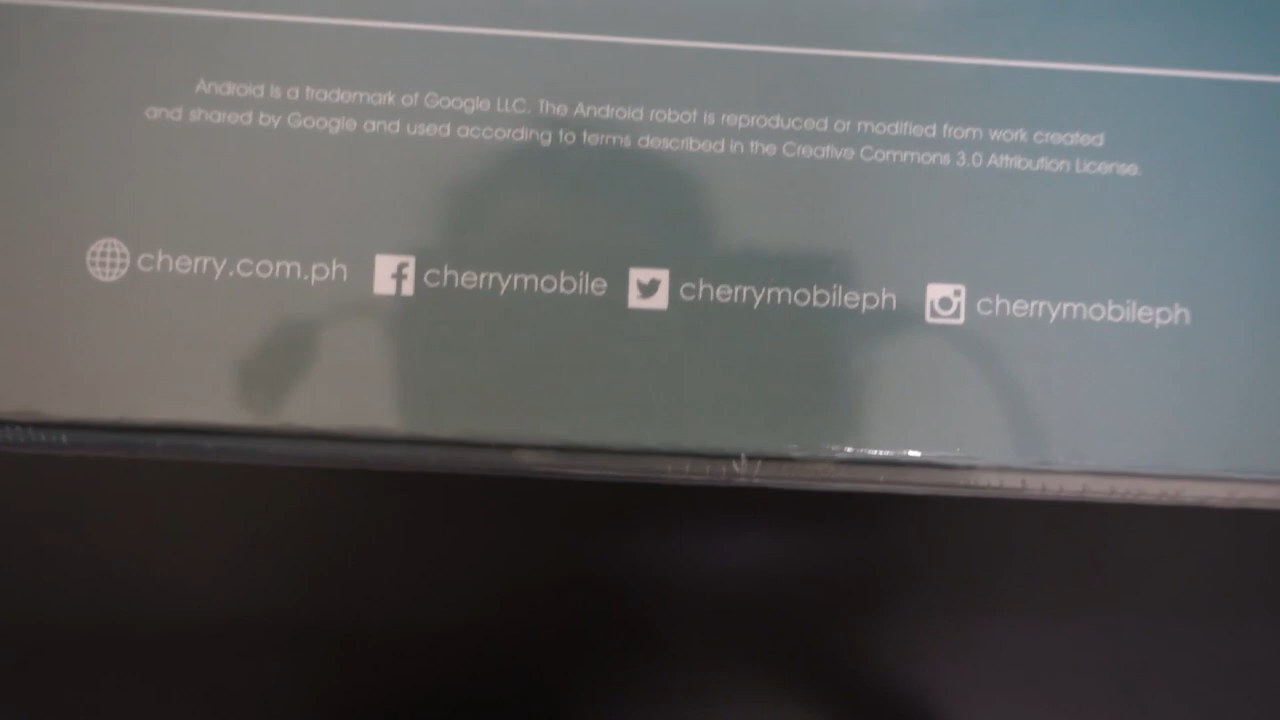 Android is a trademark of Google LLC. The Android robot is reproduced or modified from work created
and shared by Google and used according to terms described in the Creative Commons 3.0 Attribution License.
cherry.com.ph cherrymobile cherrymobileph cherrymobileph